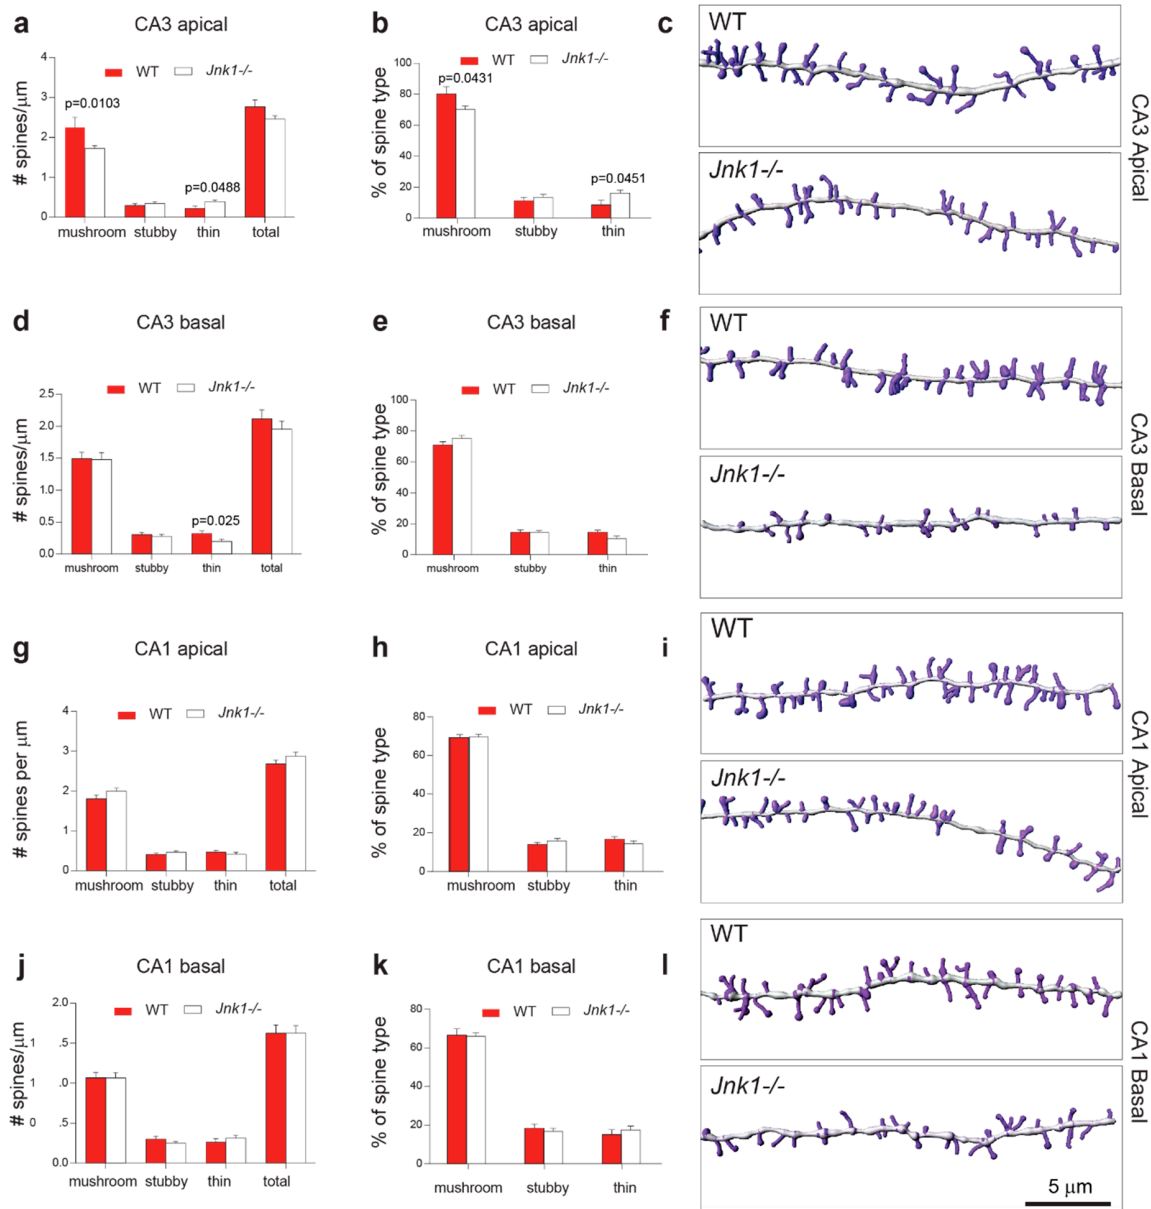 a
CA3 apical
# spines/μm
4
3
2
1
0
WT
Jnk1-/-
p=0.0103
p=0.0488
mushroom stubby thin total
b
CA3 apical
% of spine type
100
80
60
40
20
0
WT
Jnk1-/-
p=0.0431
p=0.0451
mushroom stubby thin
c
WT
Jnk1-/-
CA3 Apical
d
CA3 basal
# spines/μm
2.5
2.0
1.5
1.0
0.5
0.0
WT
Jnk1-/-
p=0.025
mushroom stubby thin total
e
CA3 basal
% of spine type
100
80
60
40
20
0
WT
Jnk1-/-
mushroom stubby thin
f
WT
Jnk1-/-
CA3 Basal
g
CA1 apical
# spines per μm
4
3
2
1
0
WT
Jnk1-/-
mushroom stubby thin total
h
CA1 apical
% of spine type
80
60
40
20
0
WT
Jnk1-/-
mushroom stubby thin
i
WT
Jnk1-/-
CA1 Apical
j
CA1 basal
# spines/μm
2.0
.5
.0
.5
0.0
1
1
0
WT
Jnk1-/-
mushroom stubby thin total
k
CA1 basal
% of spine type
80
60
40
20
0
WT
Jnk1-/-
mushroom stubby thin
l
WT
Jnk1-/-
CA1 Basal
5 μm